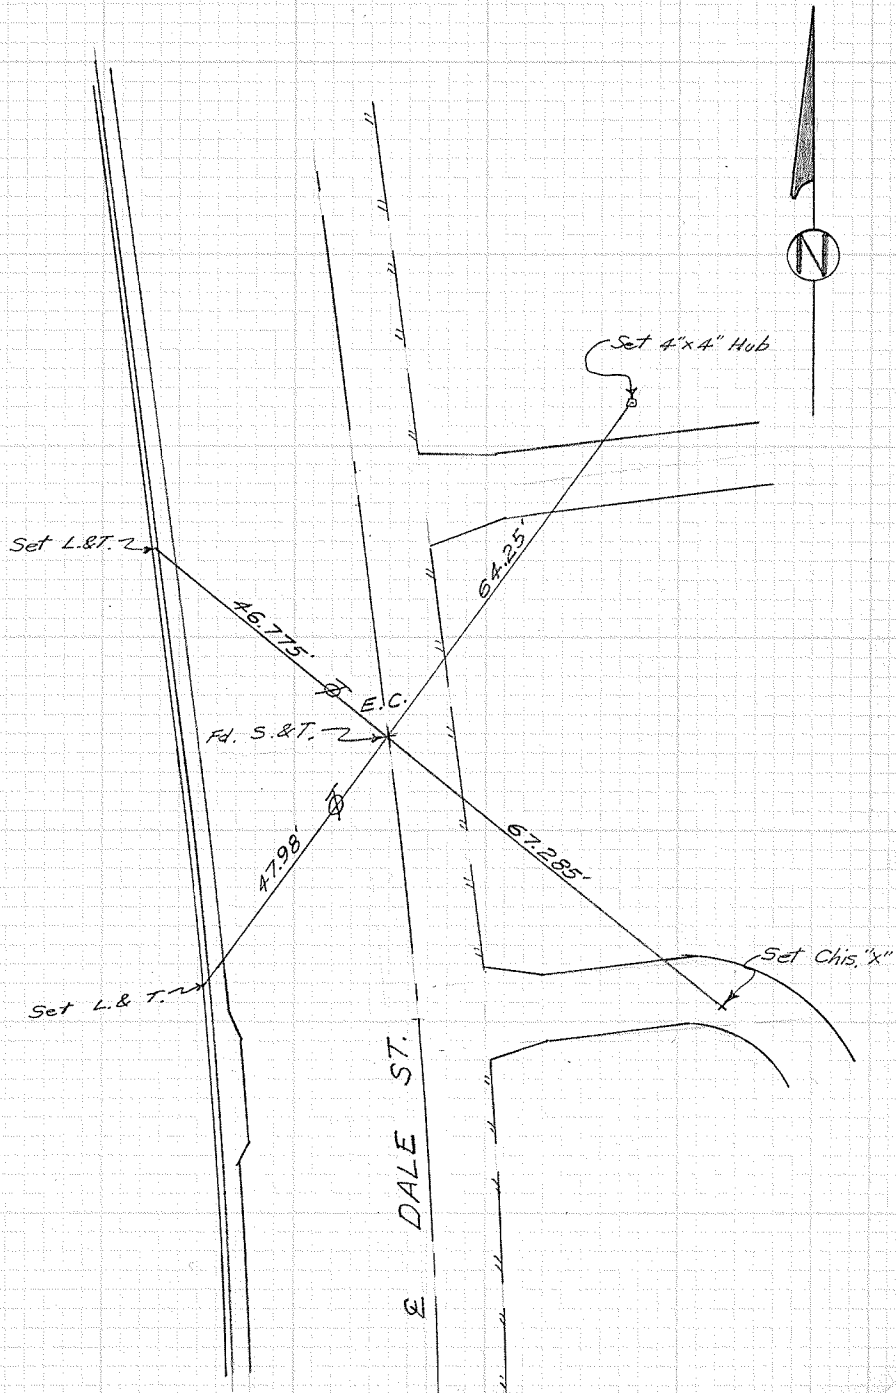 N
Set 4"x4" Hub
Set L.&T.
64.25'
46.775'
E.C.
Fd. S.&T.
47.98'
67.285'
Set Chis. "X"
Set L.& T.
℄ DALE ST.